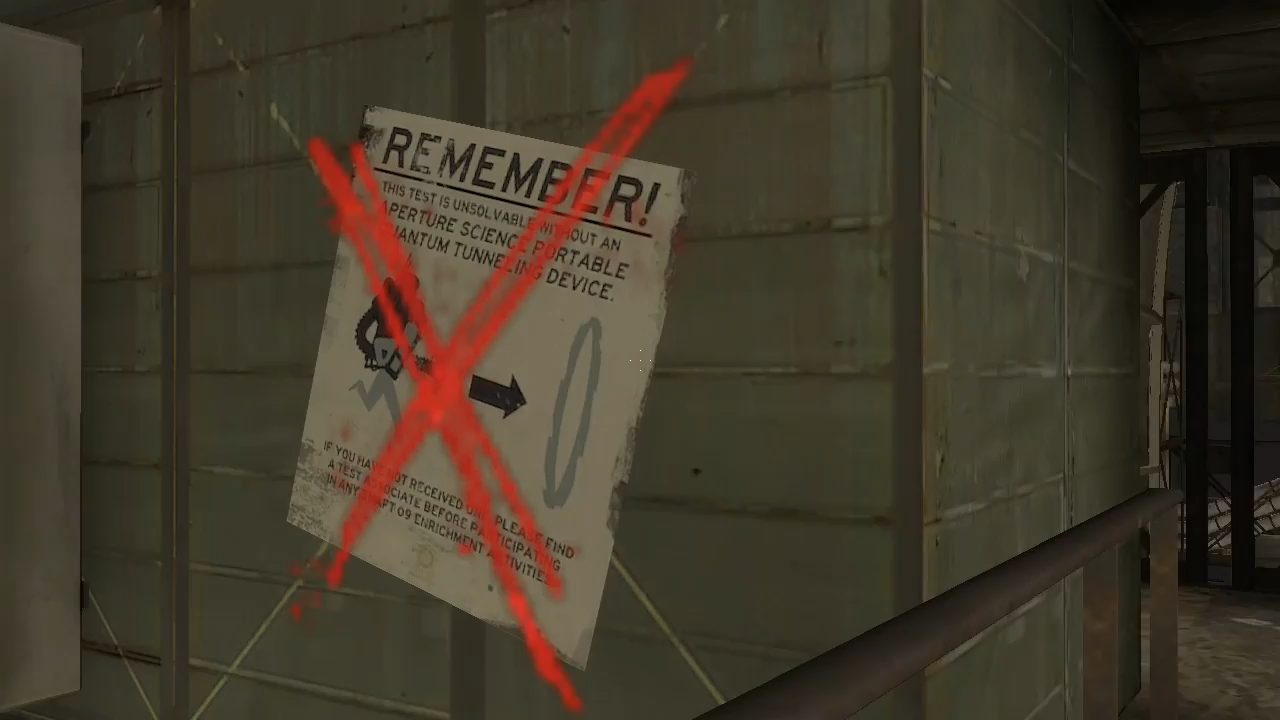 REMEMBER!
THIS TEST IS UNSOLVABLE WITHOUT AN
APERTURE SCIENCE PORTABLE
QUANTUM TUNNELING DEVICE.
IF YOU HAVE NOT RECEIVED ONE, PLEASE FIND
A TEST ASSOCIATE BEFORE PARTICIPATING
IN ANY SHAFT 09 ENRICHMENT ACTIVITIES